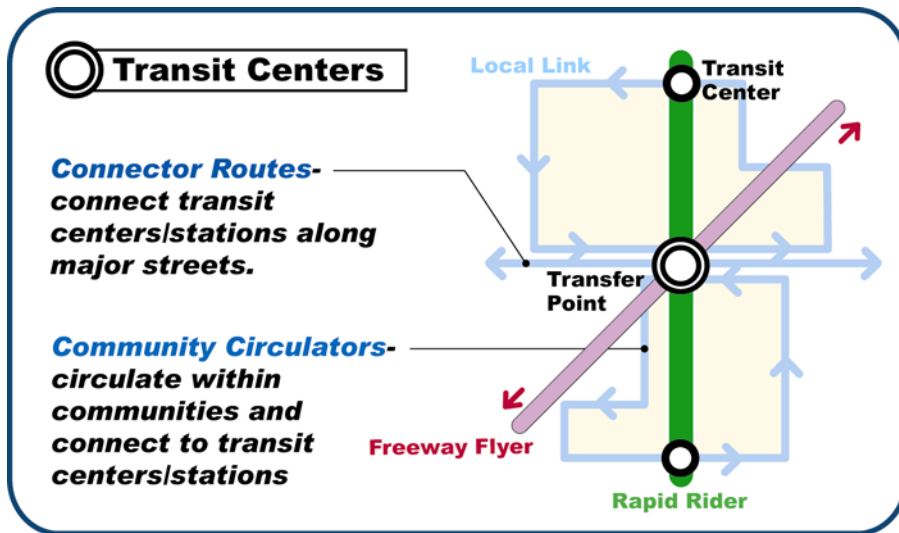 Transit Centers
Connector Routes-
connect transit
centers/stations along
major streets.
Community Circulators-
circulate within
communities and
connect to transit
centers/stations
Local Link
Transit
Center
Transfer
Point
Freeway Flyer
Rapid Rider